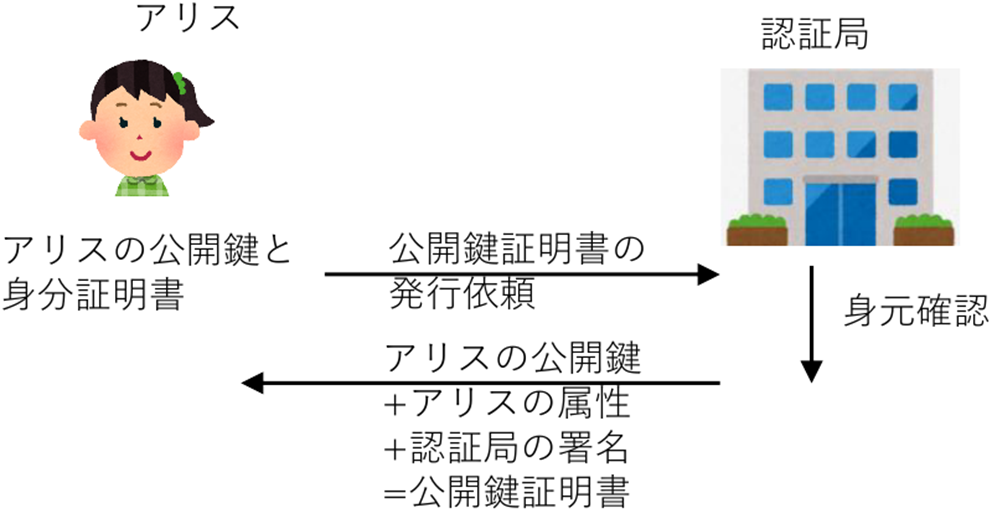 アリス
認証局
アリスの公開鍵と
身分証明書
公開鍵証明書の
発行依頼
身元確認
アリスの公開鍵
+アリスの属性
+認証局の署名
=公開鍵証明書